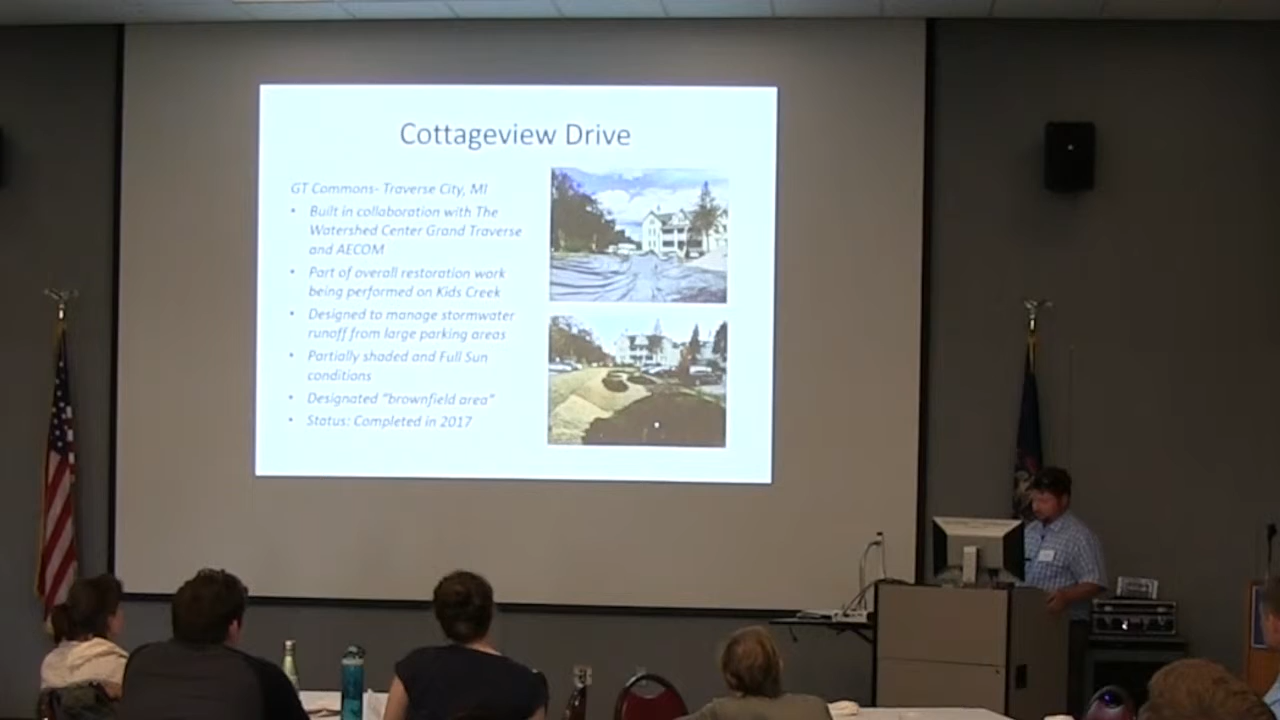 Cottageview Drive
GT Commons- Traverse City, MI
• Built in collaboration with The
Watershed Center Grand Traverse
and AECOM
• Part of overall restoration work
being performed on Kids Creek
• Designed to manage stormwater
runoff from large parking areas
• Partially shaded and Full Sun
conditions
• Designated "brownfield area"
• Status: Completed in 2017